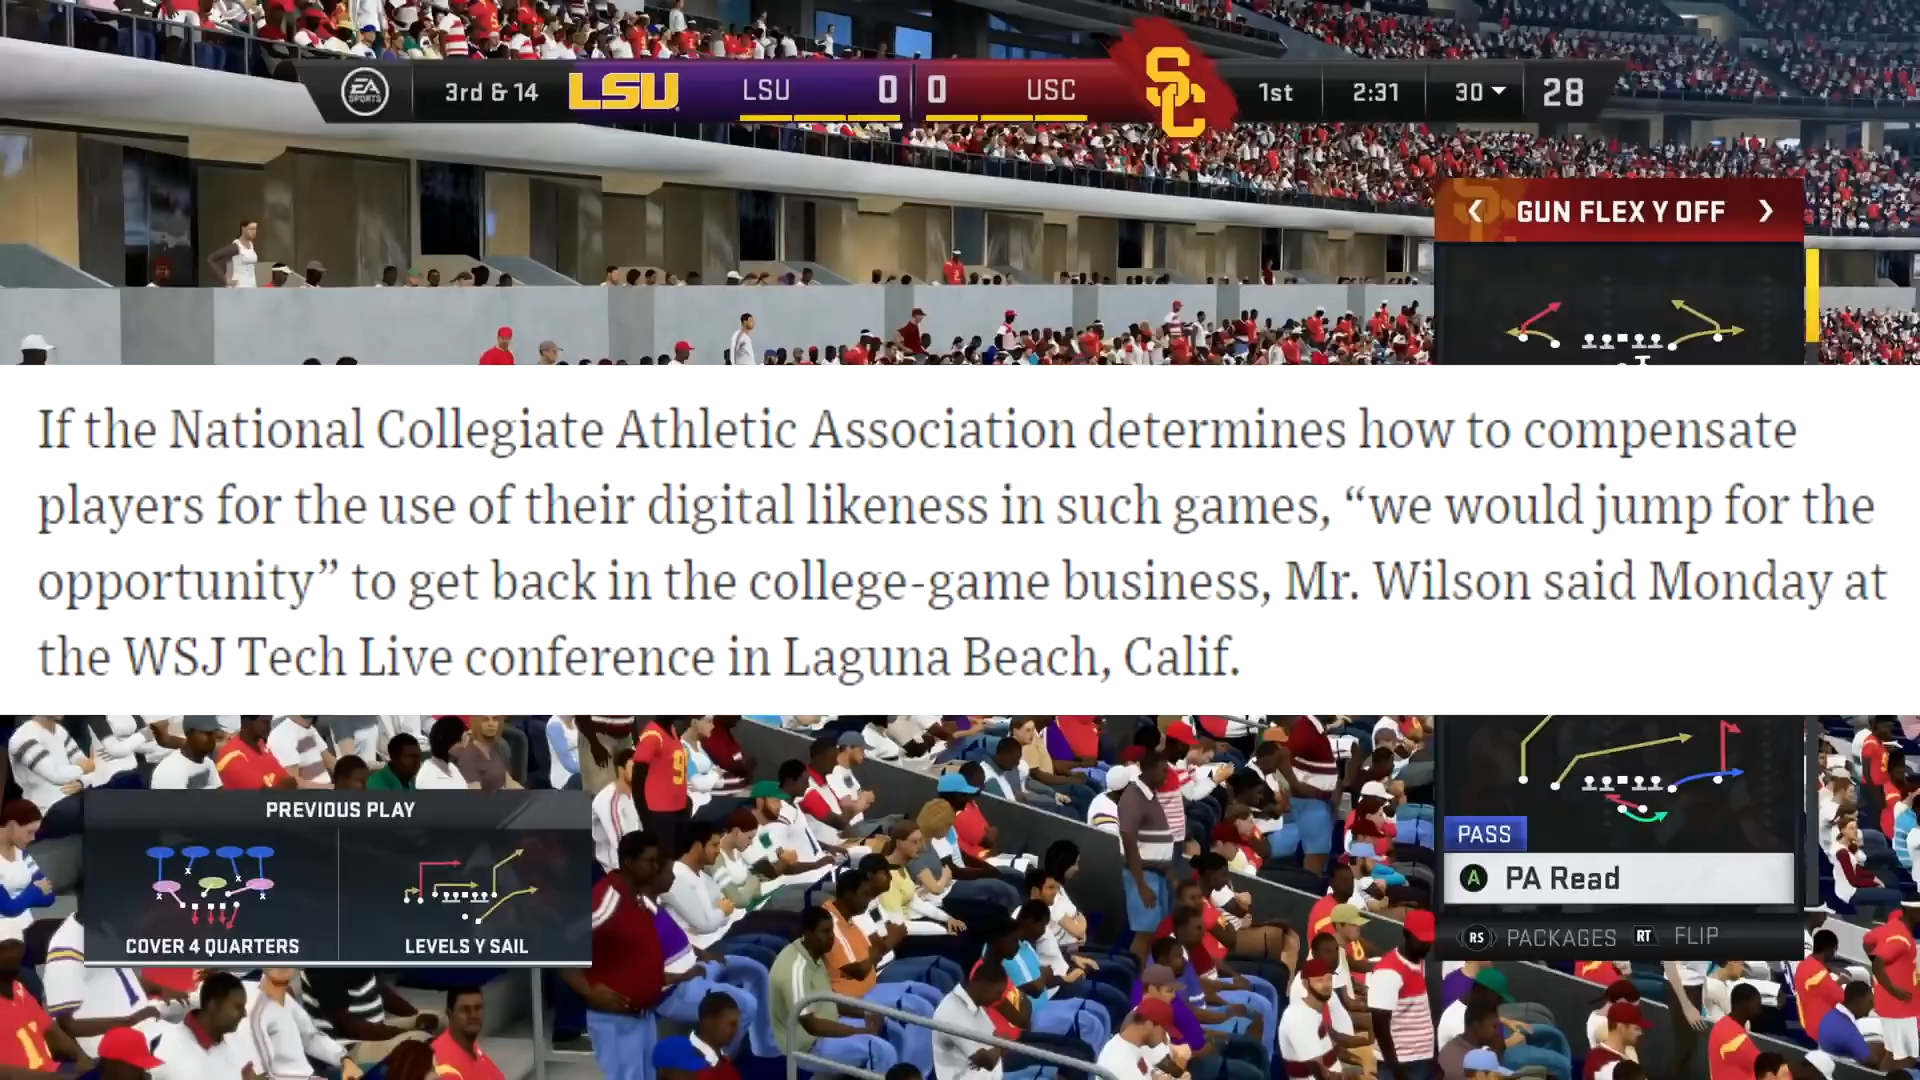 EA SPORTS 3rd & 14 LSU LSU 0 0 USC SC 1st 2:31 30 28
GUN FLEX Y OFF
If the National Collegiate Athletic Association determines how to compensate
players for the use of their digital likeness in such games, “we would jump for the
opportunity” to get back in the college-game business, Mr. Wilson said Monday at
the WSJ Tech Live conference in Laguna Beach, Calif.
PREVIOUS PLAY
COVER 4 QUARTERS
LEVELS Y SAIL
PASS
A PA Read
RS PACKAGES RT FLIP